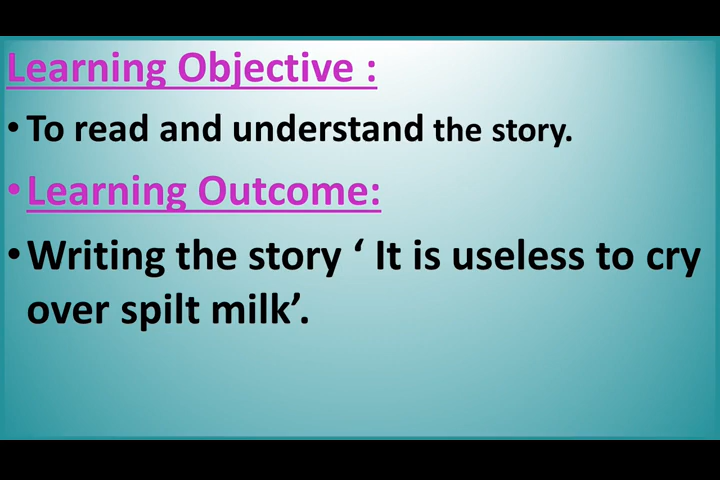 Learning Objective :
• To read and understand the story.
• Learning Outcome:
• Writing the story ‘ It is useless to cry
over spilt milk’.